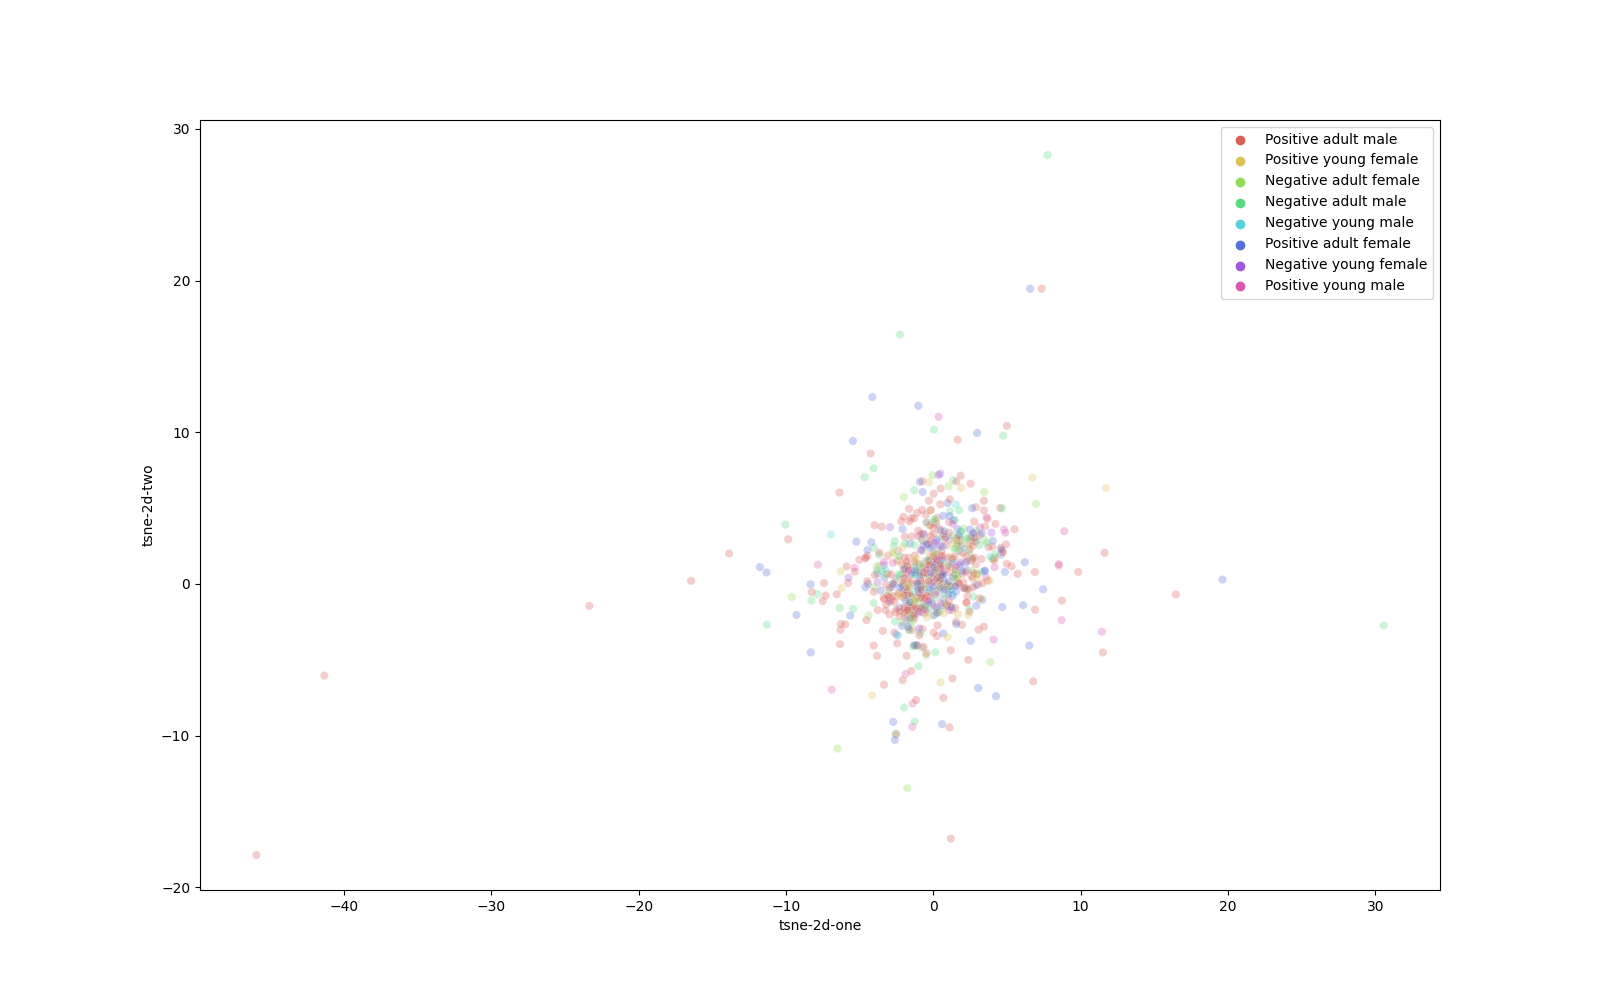 30
20
10
0
−10
−20
tsne-2d-two
Positive adult male
Positive young female
Negative adult female
Negative adult male
Negative young male
Positive adult female
Negative young female
Positive young male
−40 −30 −20 −10 0 10 20 30
tsne-2d-one